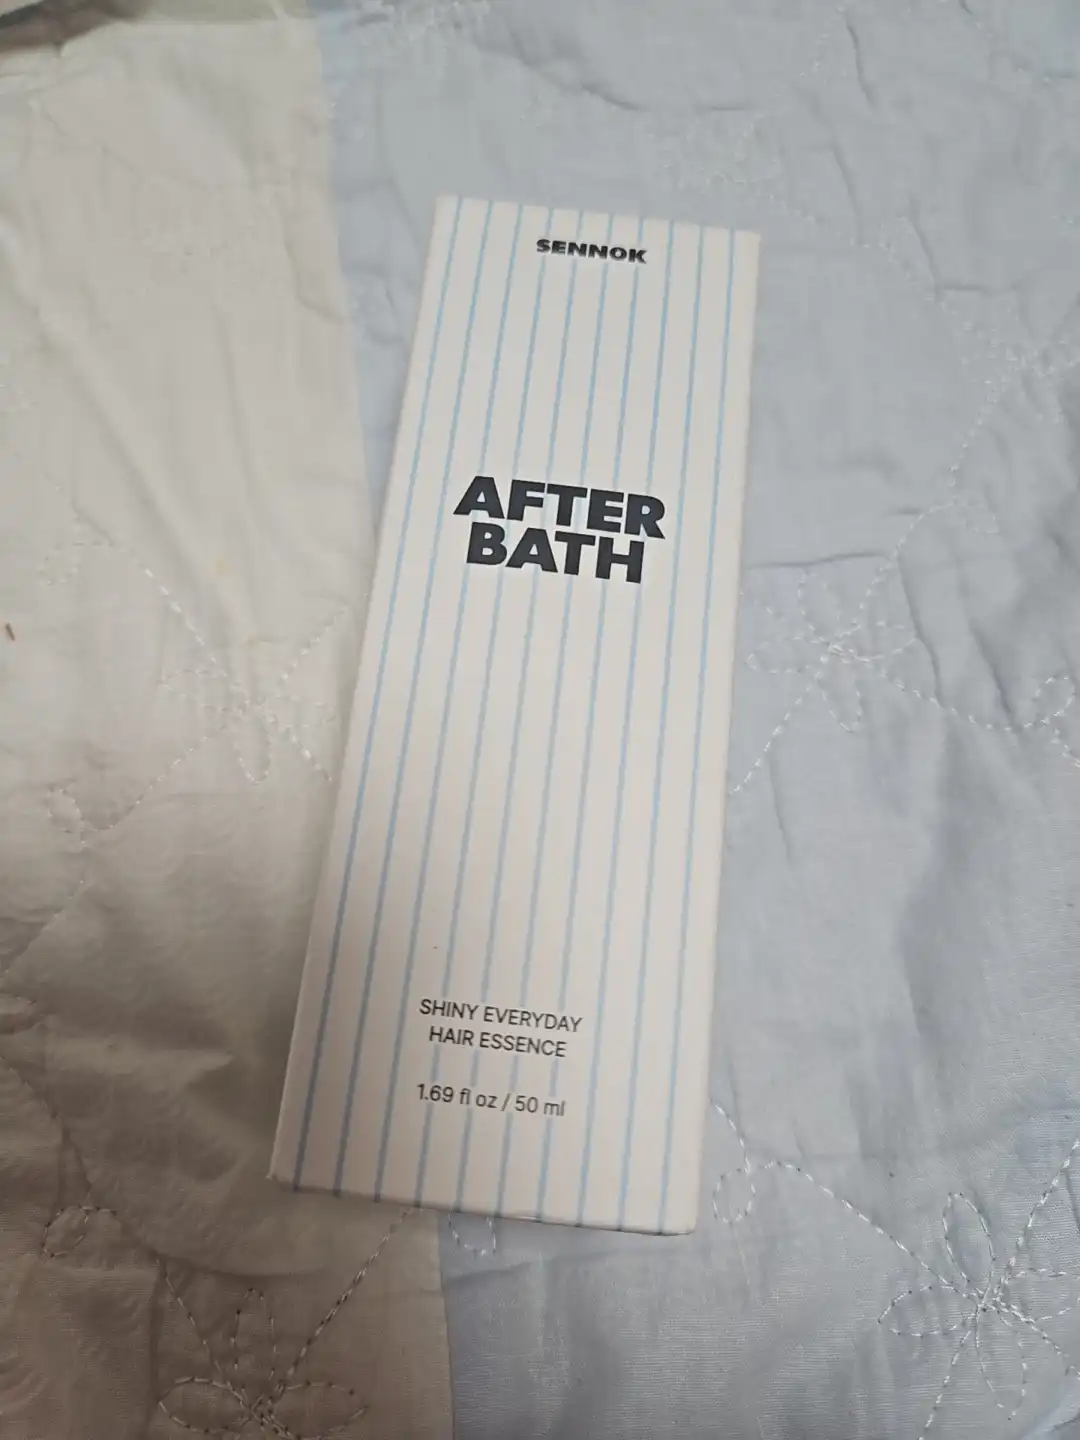 SENNOK
AFTER
BATH
SHINY EVERYDAY
HAIR ESSENCE
1.69 fl oz / 50 ml